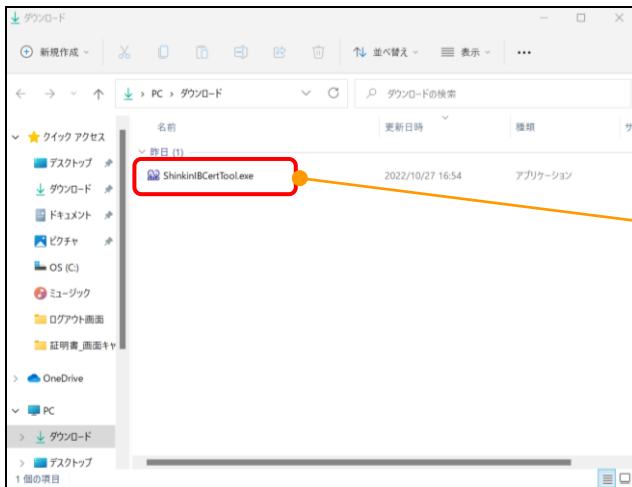 ダウンロード
新規作成
並べ替え
表示
PC › ダウンロード
ダウンロードの検索
名前 更新日時 種類 サ
昨日 (1)
ShinkinIBCertTool.exe 2022/10/27 16:54 アプリケーション
クイック アクセス
デスクトップ
ダウンロード
ドキュメント
ピクチャ
OS (C:)
ミュージック
ログアウト画面
証明書_画面キャ
OneDrive
PC
ダウンロード
デスクトップ
1 個の項目